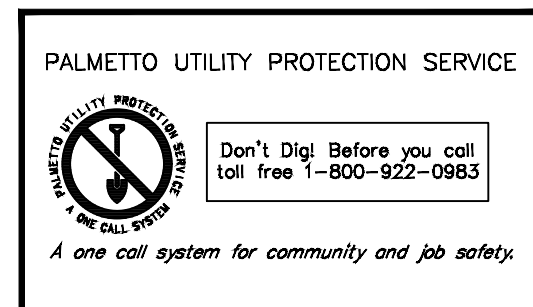 PALMETTO UTILITY PROTECTION SERVICE
PALMETTO UTILITY PROTECTION SERVICE
A ONE CALL SYSTEM
Don't Dig! Before you call
toll free 1-800-922-0983
A one call system for community and job safety.